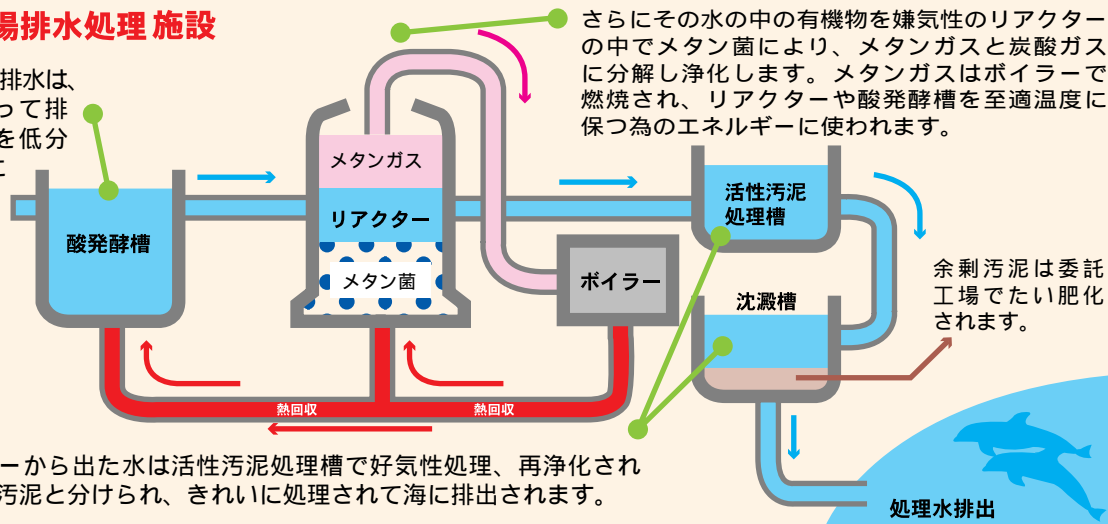 場排水処理 施設
排水は、
って排
を低分
に
さらにその水の中の有機物を嫌気性のリアクター
の中でメタン菌により、メタンガスと炭酸ガス
に分解し浄化します。メタンガスはボイラーで
燃焼され、リアクターや酸発酵槽を至適温度に
保つ為のエネルギーに使われます。
メタンガス
リアクター
メタン菌
酸発酵槽
ボイラー
活性汚泥
処理槽
沈澱槽
余剰汚泥は委託
工場でたい肥化
されます。
熱回収
熱回収
ーから出た水は活性汚泥処理槽で好気性処理、再浄化され
汚泥と分けられ、きれいに処理されて海に排出されます。
処理水排出